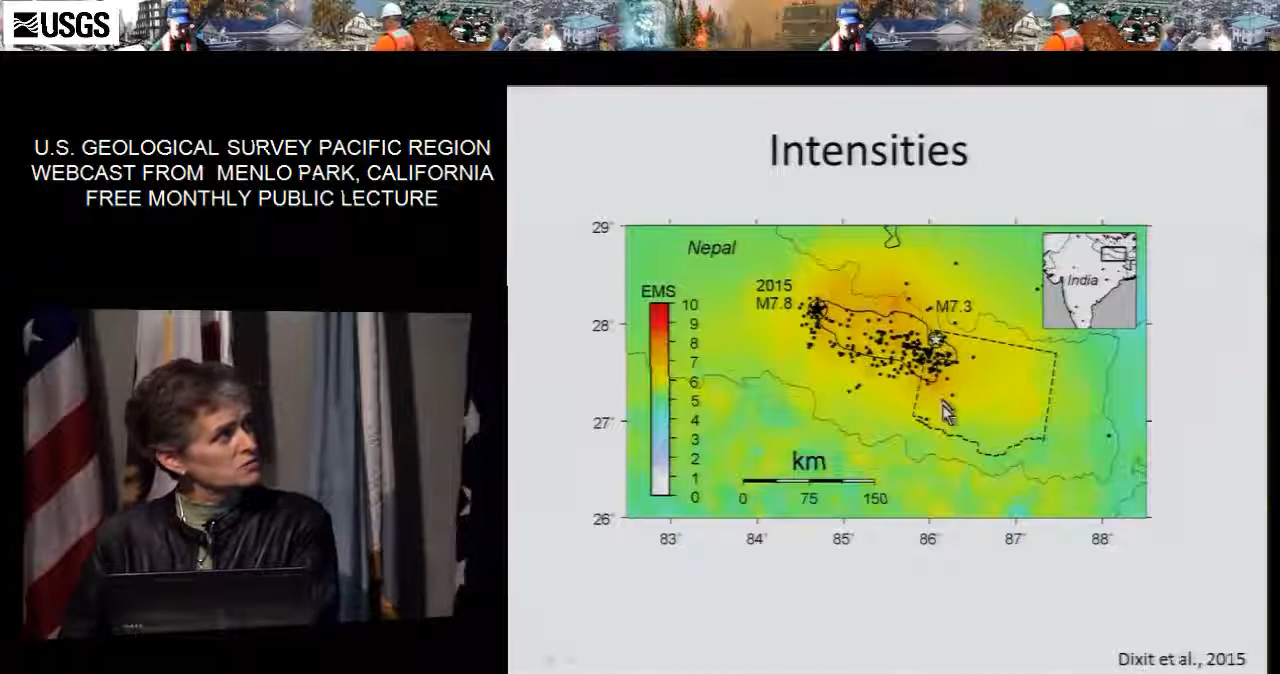 USGS
U.S. GEOLOGICAL SURVEY PACIFIC REGION
WEBCAST FROM MENLO PARK, CALIFORNIA
FREE MONTHLY PUBLIC LECTURE
Intensities
29°
28°
27°
26°
Nepal
2015
M7.8
M7.3
India
EMS
10
9
8
7
6
5
4
3
2
1
0
km
0 75 150
83° 84° 85° 86° 87° 88°
Dixit et al., 2015